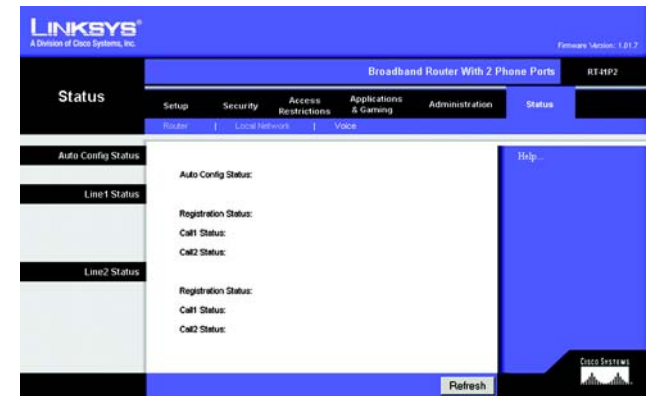 LINKSYS®
A Division of Cisco Systems, Inc.
Firmware Version: 1.01.7
Broadband Router With 2 Phone Ports
RT41P2
Status
Setup
Security
Access Restrictions
Applications & Gaming
Administration
Status
Router | Local Network | Voice
Auto Config Status
Help...
Auto Config Status:
Line1 Status
Registration Status:
Call1 Status:
Call2 Status:
Line2 Status
Registration Status:
Call1 Status:
Call2 Status:
CISCO SYSTEMS
Refresh